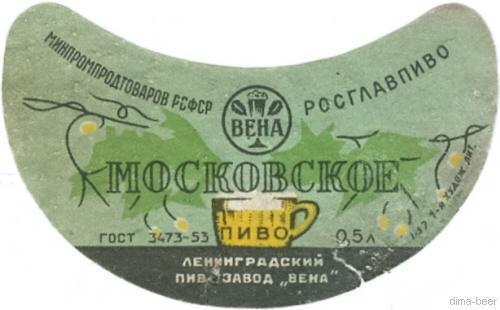 МИНПРОМПРОДТОВАРОВ РСФСР
РОСГЛАВПИВО
ВЕНА
МОСКОВСКОЕ
ГОСТ 3473-53
ПИВО
0,5 л
ЛЕНИНГРАДСКИЙ
ПИВЗАВОД „ВЕНА"
dima-beer